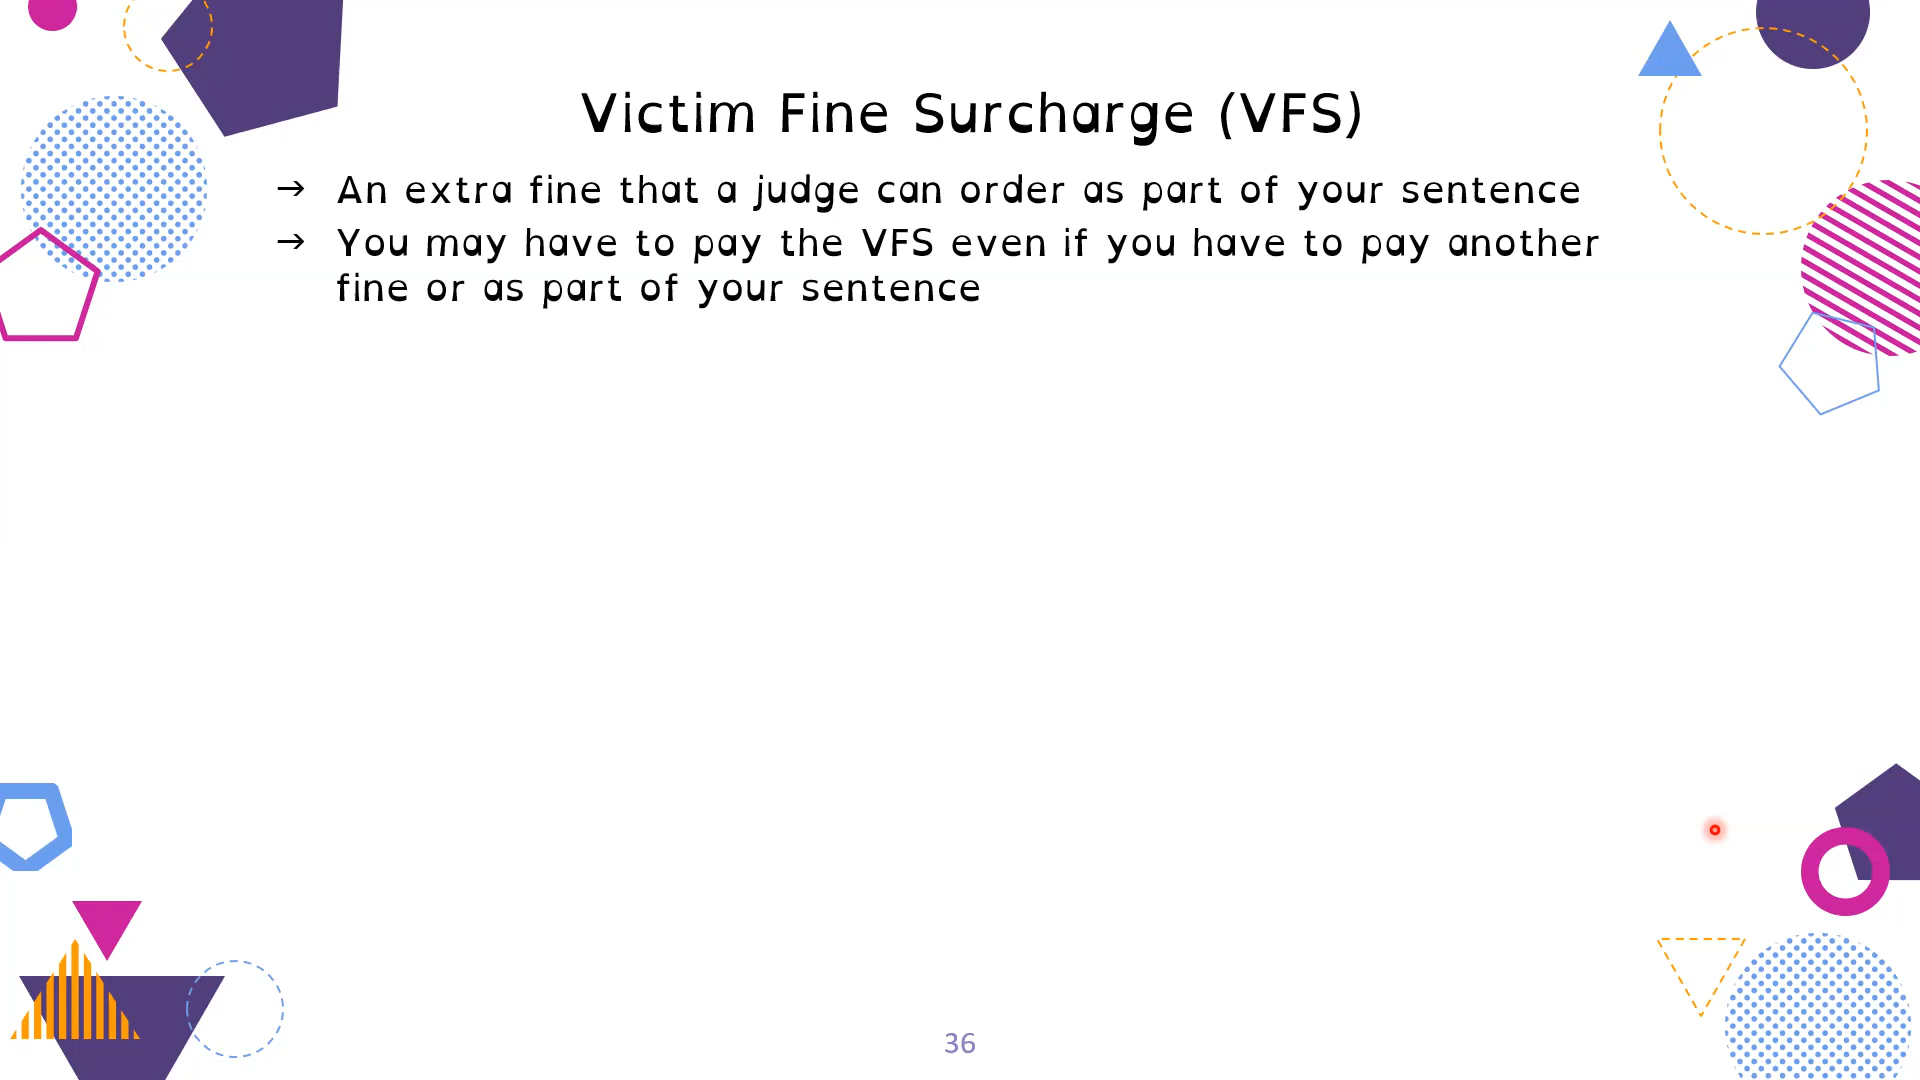 Victim Fine Surcharge (VFS)
→ An extra fine that a judge can order as part of your sentence
→ You may have to pay the VFS even if you have to pay another
fine or as part of your sentence
36